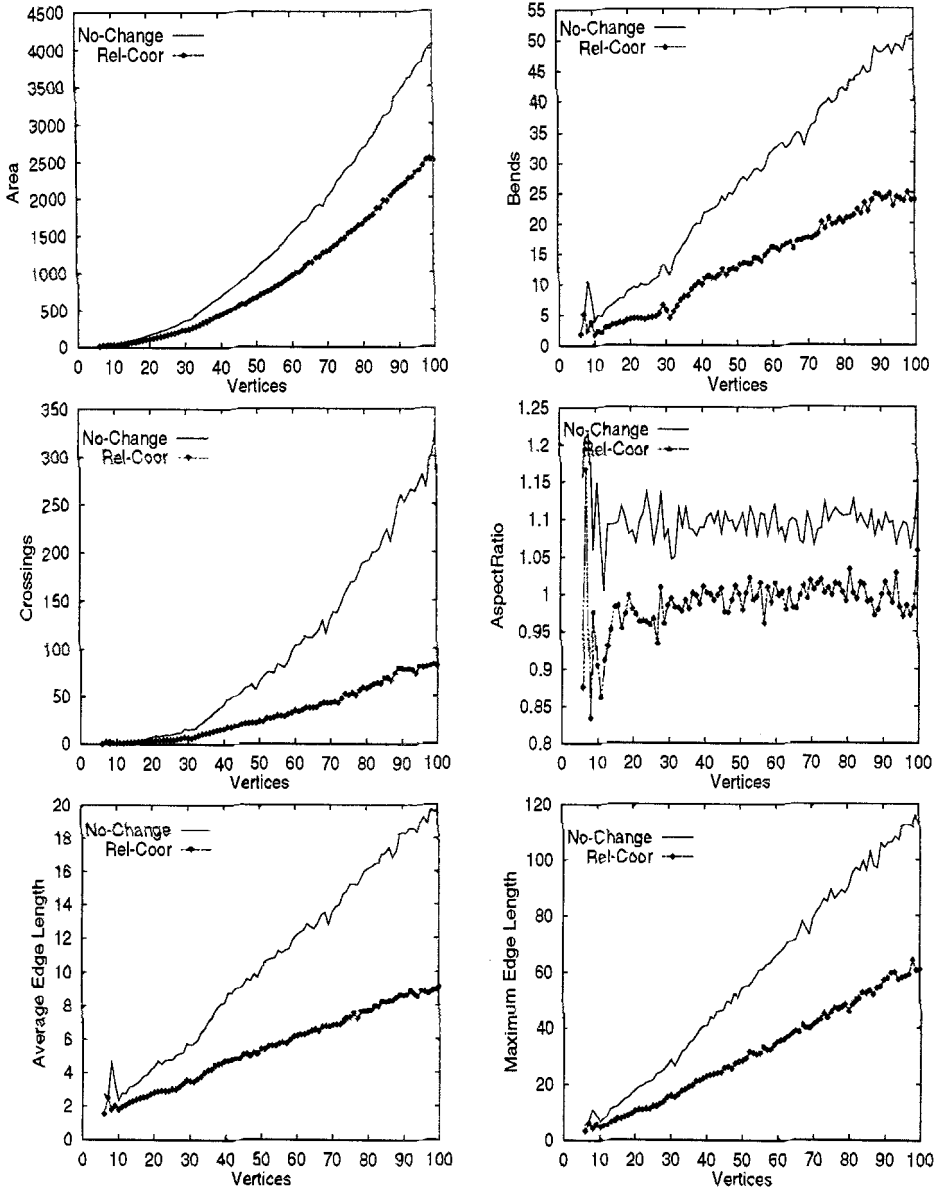 4500
4000
3500
3000
2500
2000
1500
1000
500
0
Area
No-Change
Rel-Coor
0 10 20 30 40 50 60 70 80 90 100
Vertices
55
50
45
40
35
30
25
20
15
10
5
0
Bends
No-Change
Rel-Coor
0 10 20 30 40 50 60 70 80 90 100
Vertices
350
300
250
200
150
100
50
0
Crossings
No-Change
Rel-Coor
0 10 20 30 40 50 60 70 80 90 100
Vertices
1.25
1.2
1.15
1.1
1.05
1
0.95
0.9
0.85
0.8
AspectRatio
No-Change
Rel-Coor
0 10 20 30 40 50 60 70 80 90 100
Vertices
20
18
16
14
12
10
8
6
4
2
0
Average Edge Length
No-Change
Rel-Coor
0 10 20 30 40 50 60 70 80 90 100
Vertices
120
100
80
60
40
20
0
Maximum Edge Length
No-Change
Rel-Coor
0 10 20 30 40 50 60 70 80 90 100
Vertices